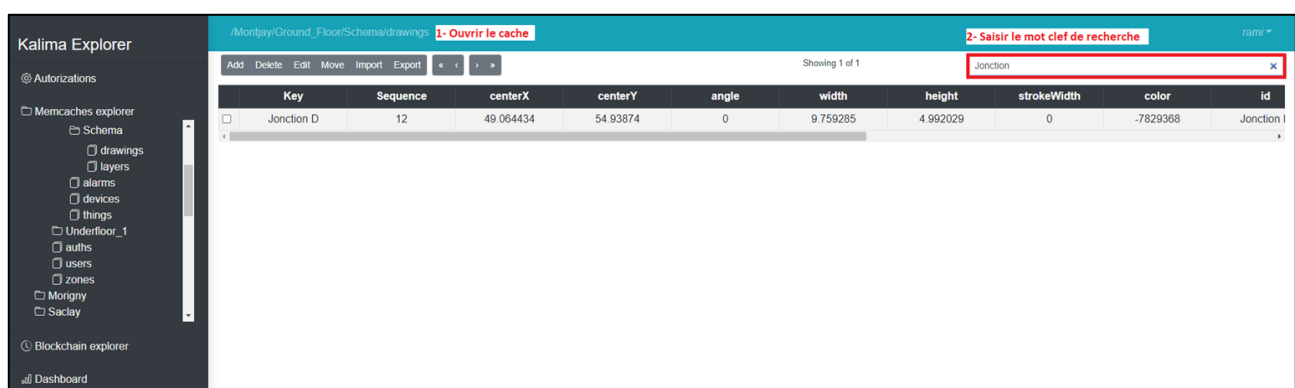 Kalima Explorer
Autorizations
Memcaches explorer
Schema
drawings
layers
alarms
devices
things
Underfloor_1
auths
users
zones
Morigny
Saclay
Blockchain explorer
Dashboard
/Montjay/Ground_Floor/Schema/drawings 1- Ouvrir le cache
2- Saisir le mot clef de recherche rami
Add Delete Edit Move Import Export « ‹ › » Showing 1 of 1 Jonction ×
Key Sequence centerX centerY angle width height strokeWidth color id
Jonction D 12 49.064434 54.93874 0 9.759285 4.992029 0 -7829368 Jonction